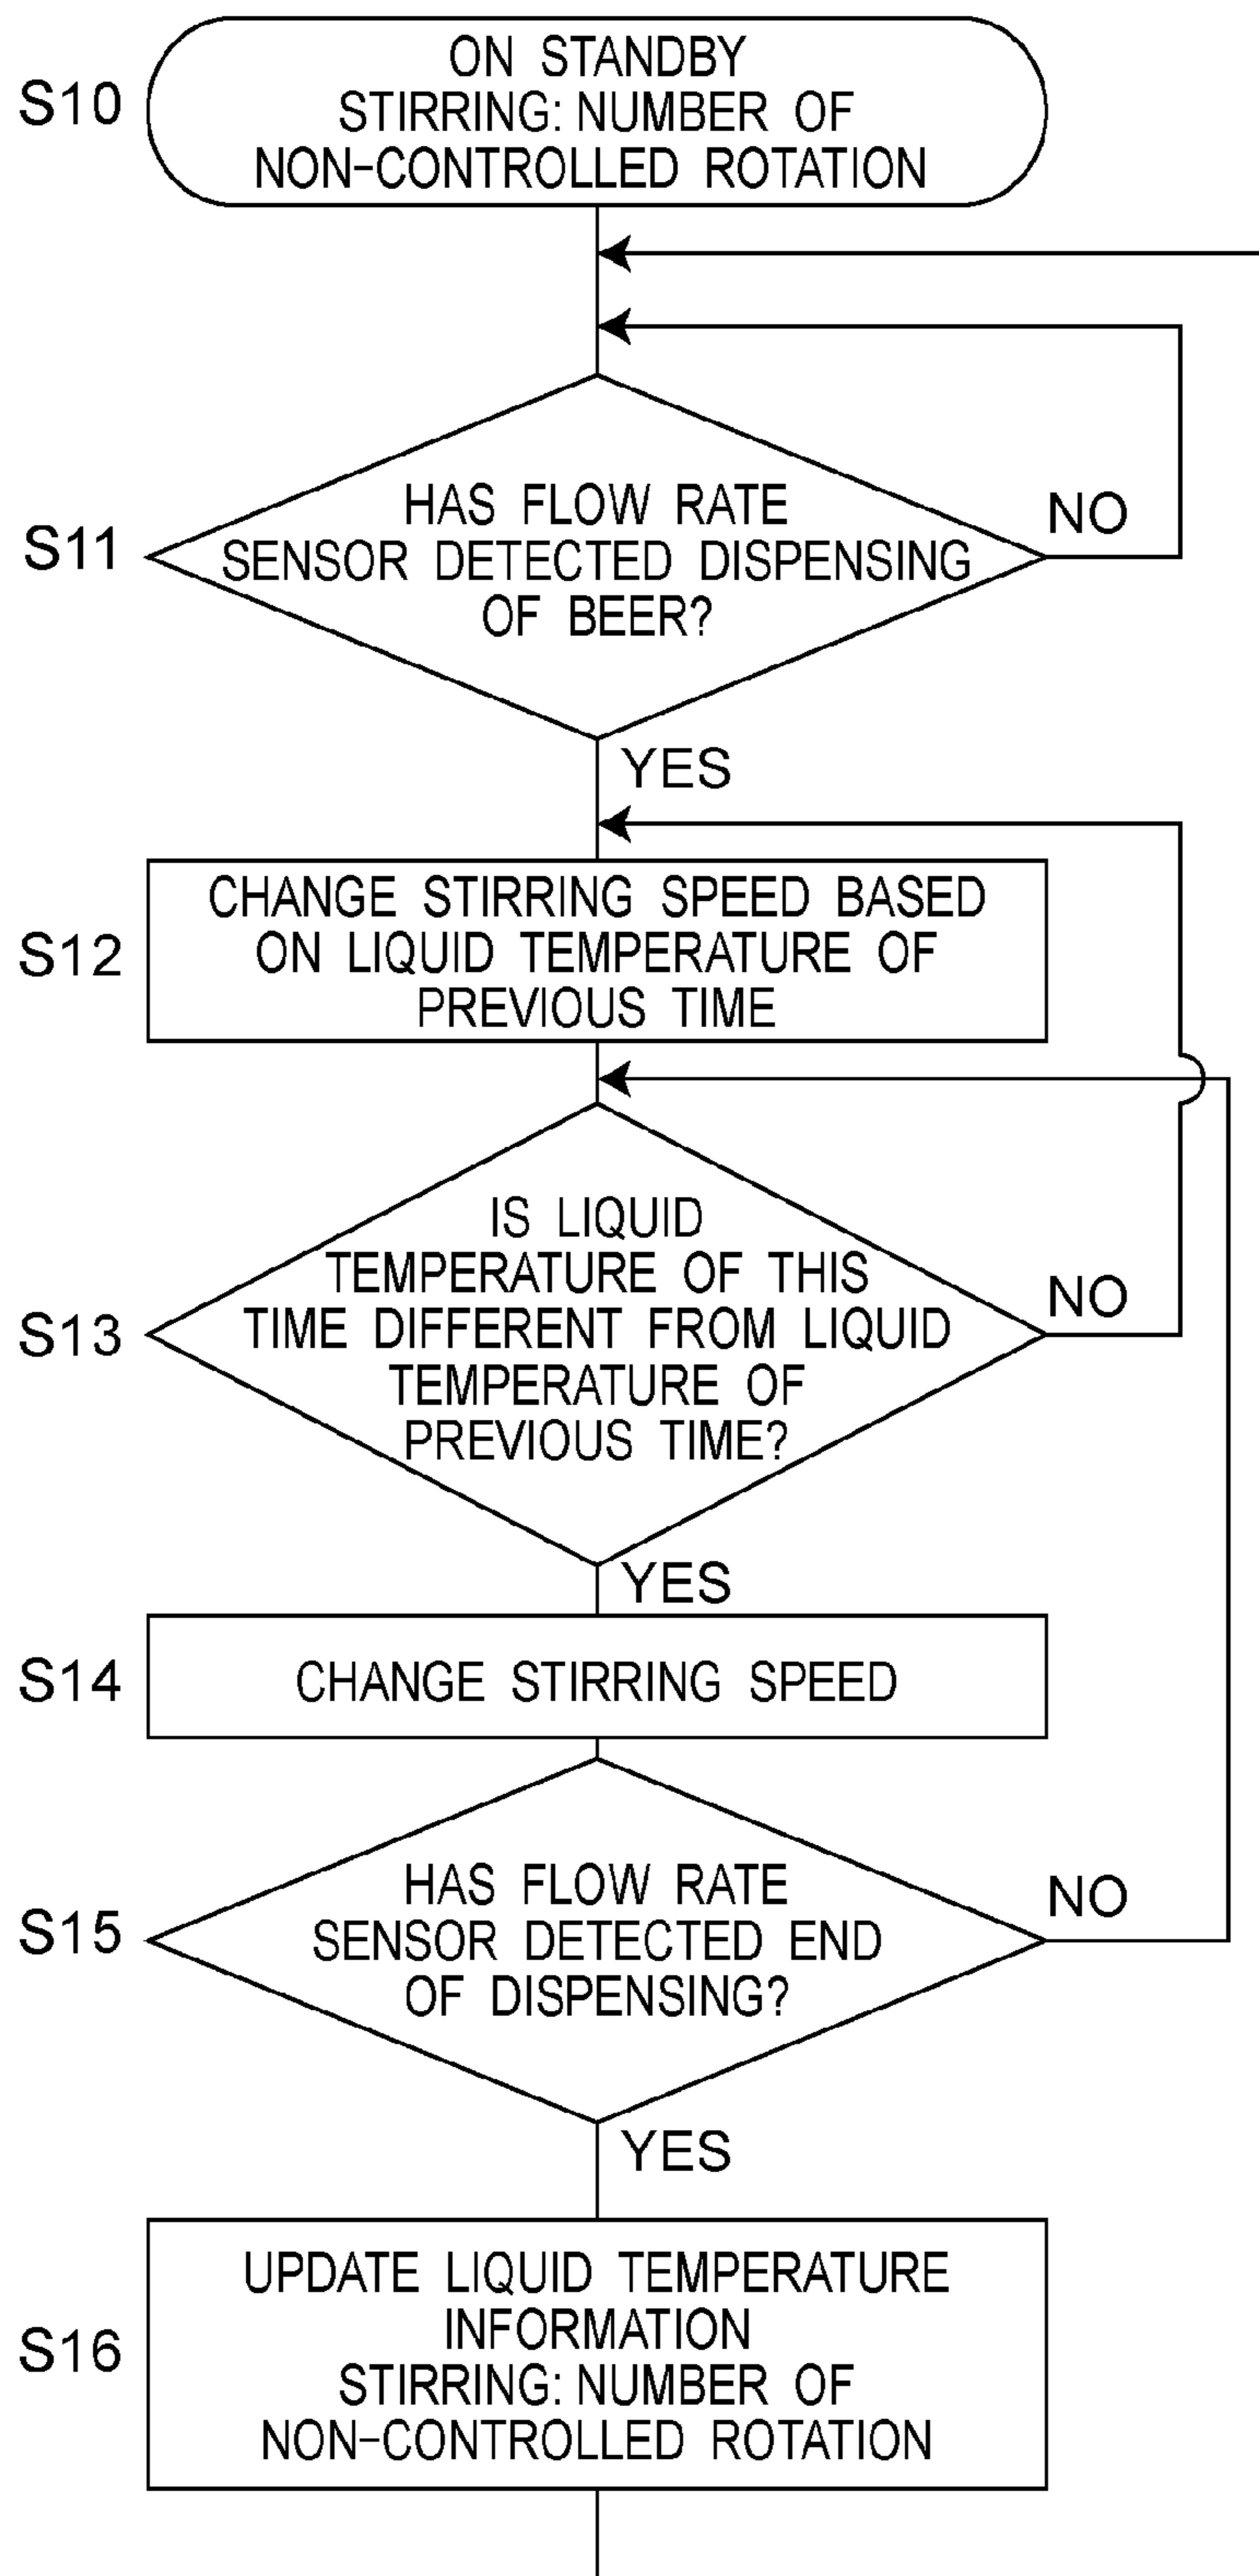 S10
ON STANDBY
STIRRING: NUMBER OF
NON-CONTROLLED ROTATION
S11
HAS FLOW RATE
SENSOR DETECTED DISPENSING
OF BEER?
NO
YES
S12
CHANGE STIRRING SPEED BASED
ON LIQUID TEMPERATURE OF
PREVIOUS TIME
S13
IS LIQUID
TEMPERATURE OF THIS
TIME DIFFERENT FROM LIQUID
TEMPERATURE OF
PREVIOUS TIME?
NO
YES
S14
CHANGE STIRRING SPEED
S15
HAS FLOW RATE
SENSOR DETECTED END
OF DISPENSING?
NO
YES
S16
UPDATE LIQUID TEMPERATURE
INFORMATION
STIRRING: NUMBER OF
NON-CONTROLLED ROTATION